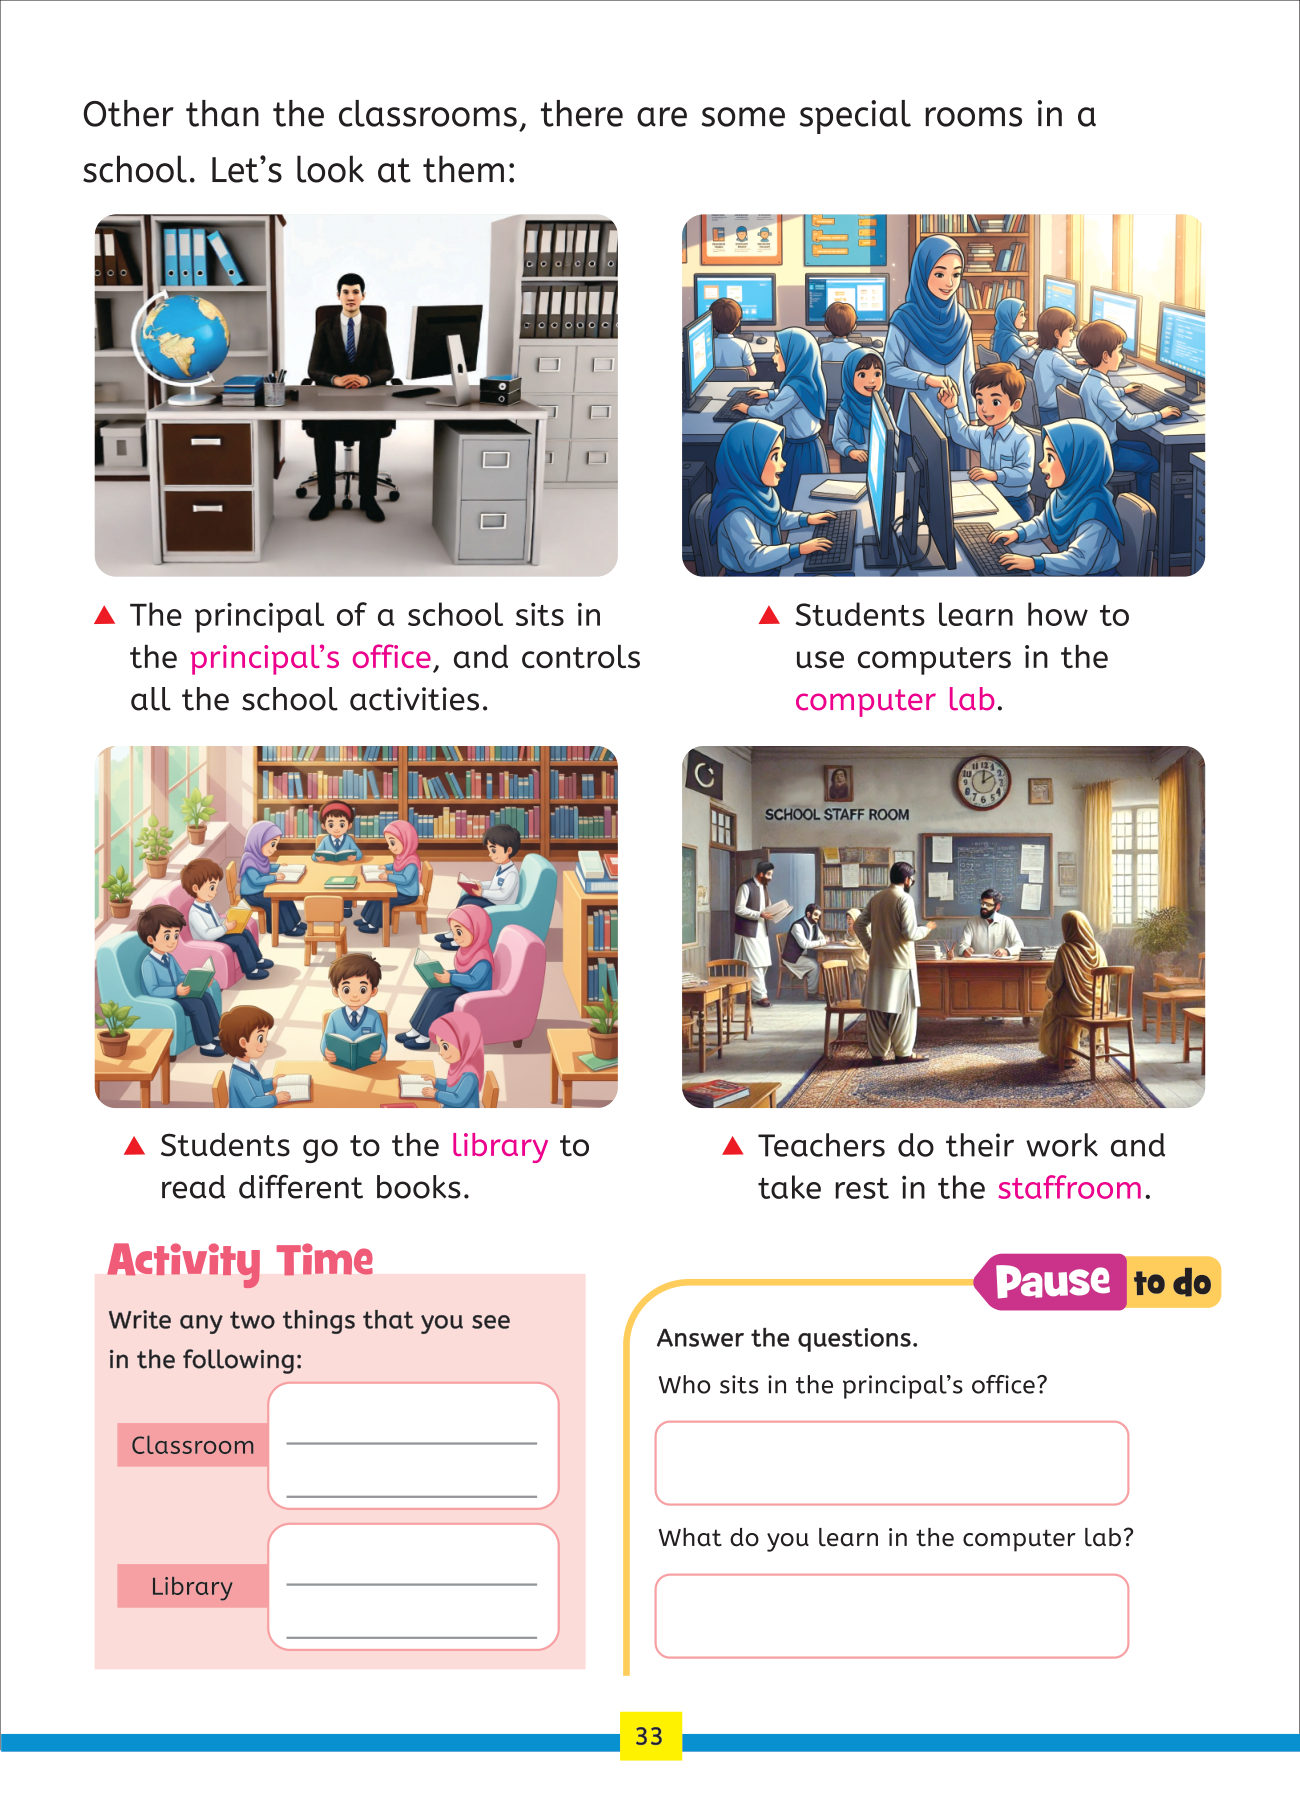 Other than the classrooms, there are some special rooms in a
school. Let's look at them:
▲ The principal of a school sits in
the principal's office, and controls
all the school activities.
▲ Students learn how to
use computers in the
computer lab.
SCHOOL STAFF ROOM
▲ Students go to the library to
read different books.
▲ Teachers do their work and
take rest in the staffroom.
Activity Time
Write any two things that you see
in the following:
Classroom
Library
Pause to do
Answer the questions.
Who sits in the principal's office?
What do you learn in the computer lab?
33